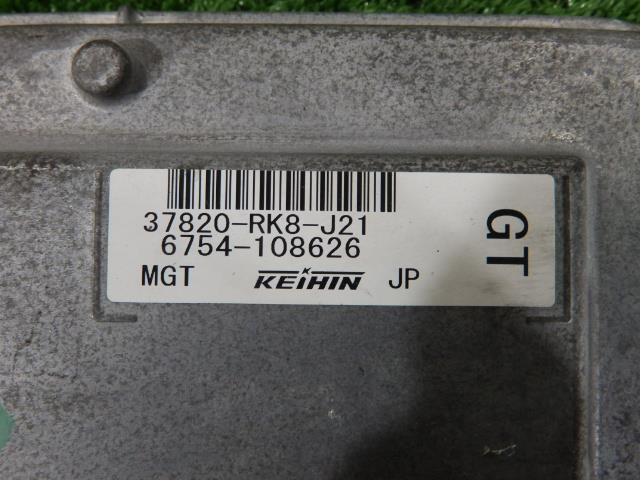 37820-RK8-J21
6754-108626
MGT KEIHIN JP
GT